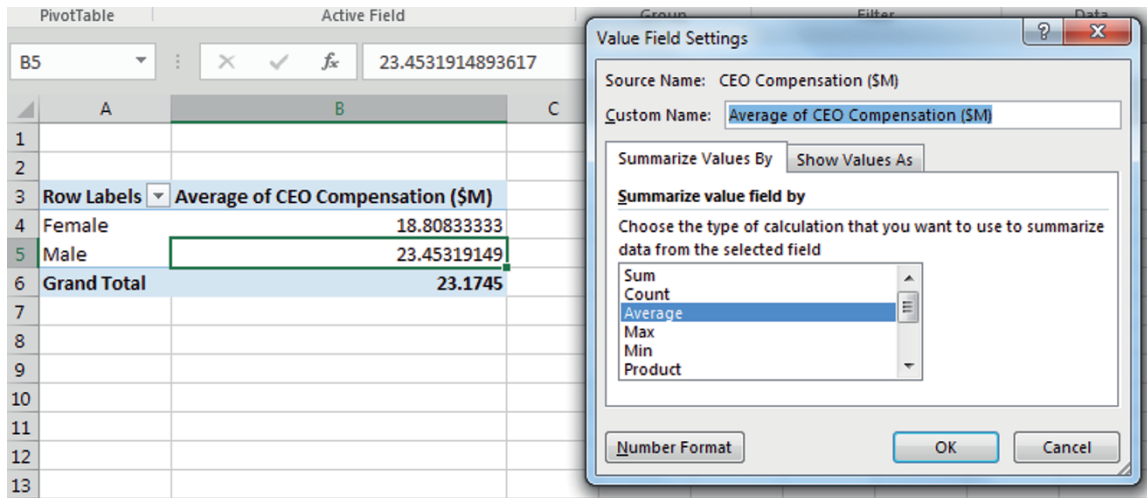 PivotTable
Active Field
Group
Filter
Data
B5
fx
23.4531914893617
A
B
C
1
2
3 Row Labels Average of CEO Compensation ($M)
4 Female 18.80833333
5 Male 23.45319149
6 Grand Total 23.1745
7
8
9
10
11
12
13
Value Field Settings
Source Name: CEO Compensation ($M)
Custom Name: Average of CEO Compensation ($M)
Summarize Values By Show Values As
Summarize value field by
Choose the type of calculation that you want to use to summarize
data from the selected field
Sum
Count
Average
Max
Min
Product
Number Format
OK
Cancel